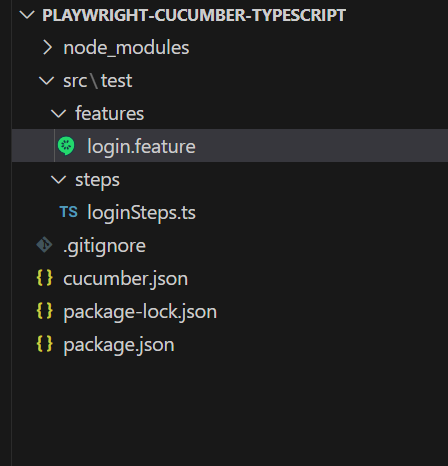 PLAYWRIGHT-CUCUMBER-TYPESCRIPT
node_modules
src\test
features
login.feature
steps
TS loginSteps.ts
.gitignore
{} cucumber.json
{} package-lock.json
{} package.json